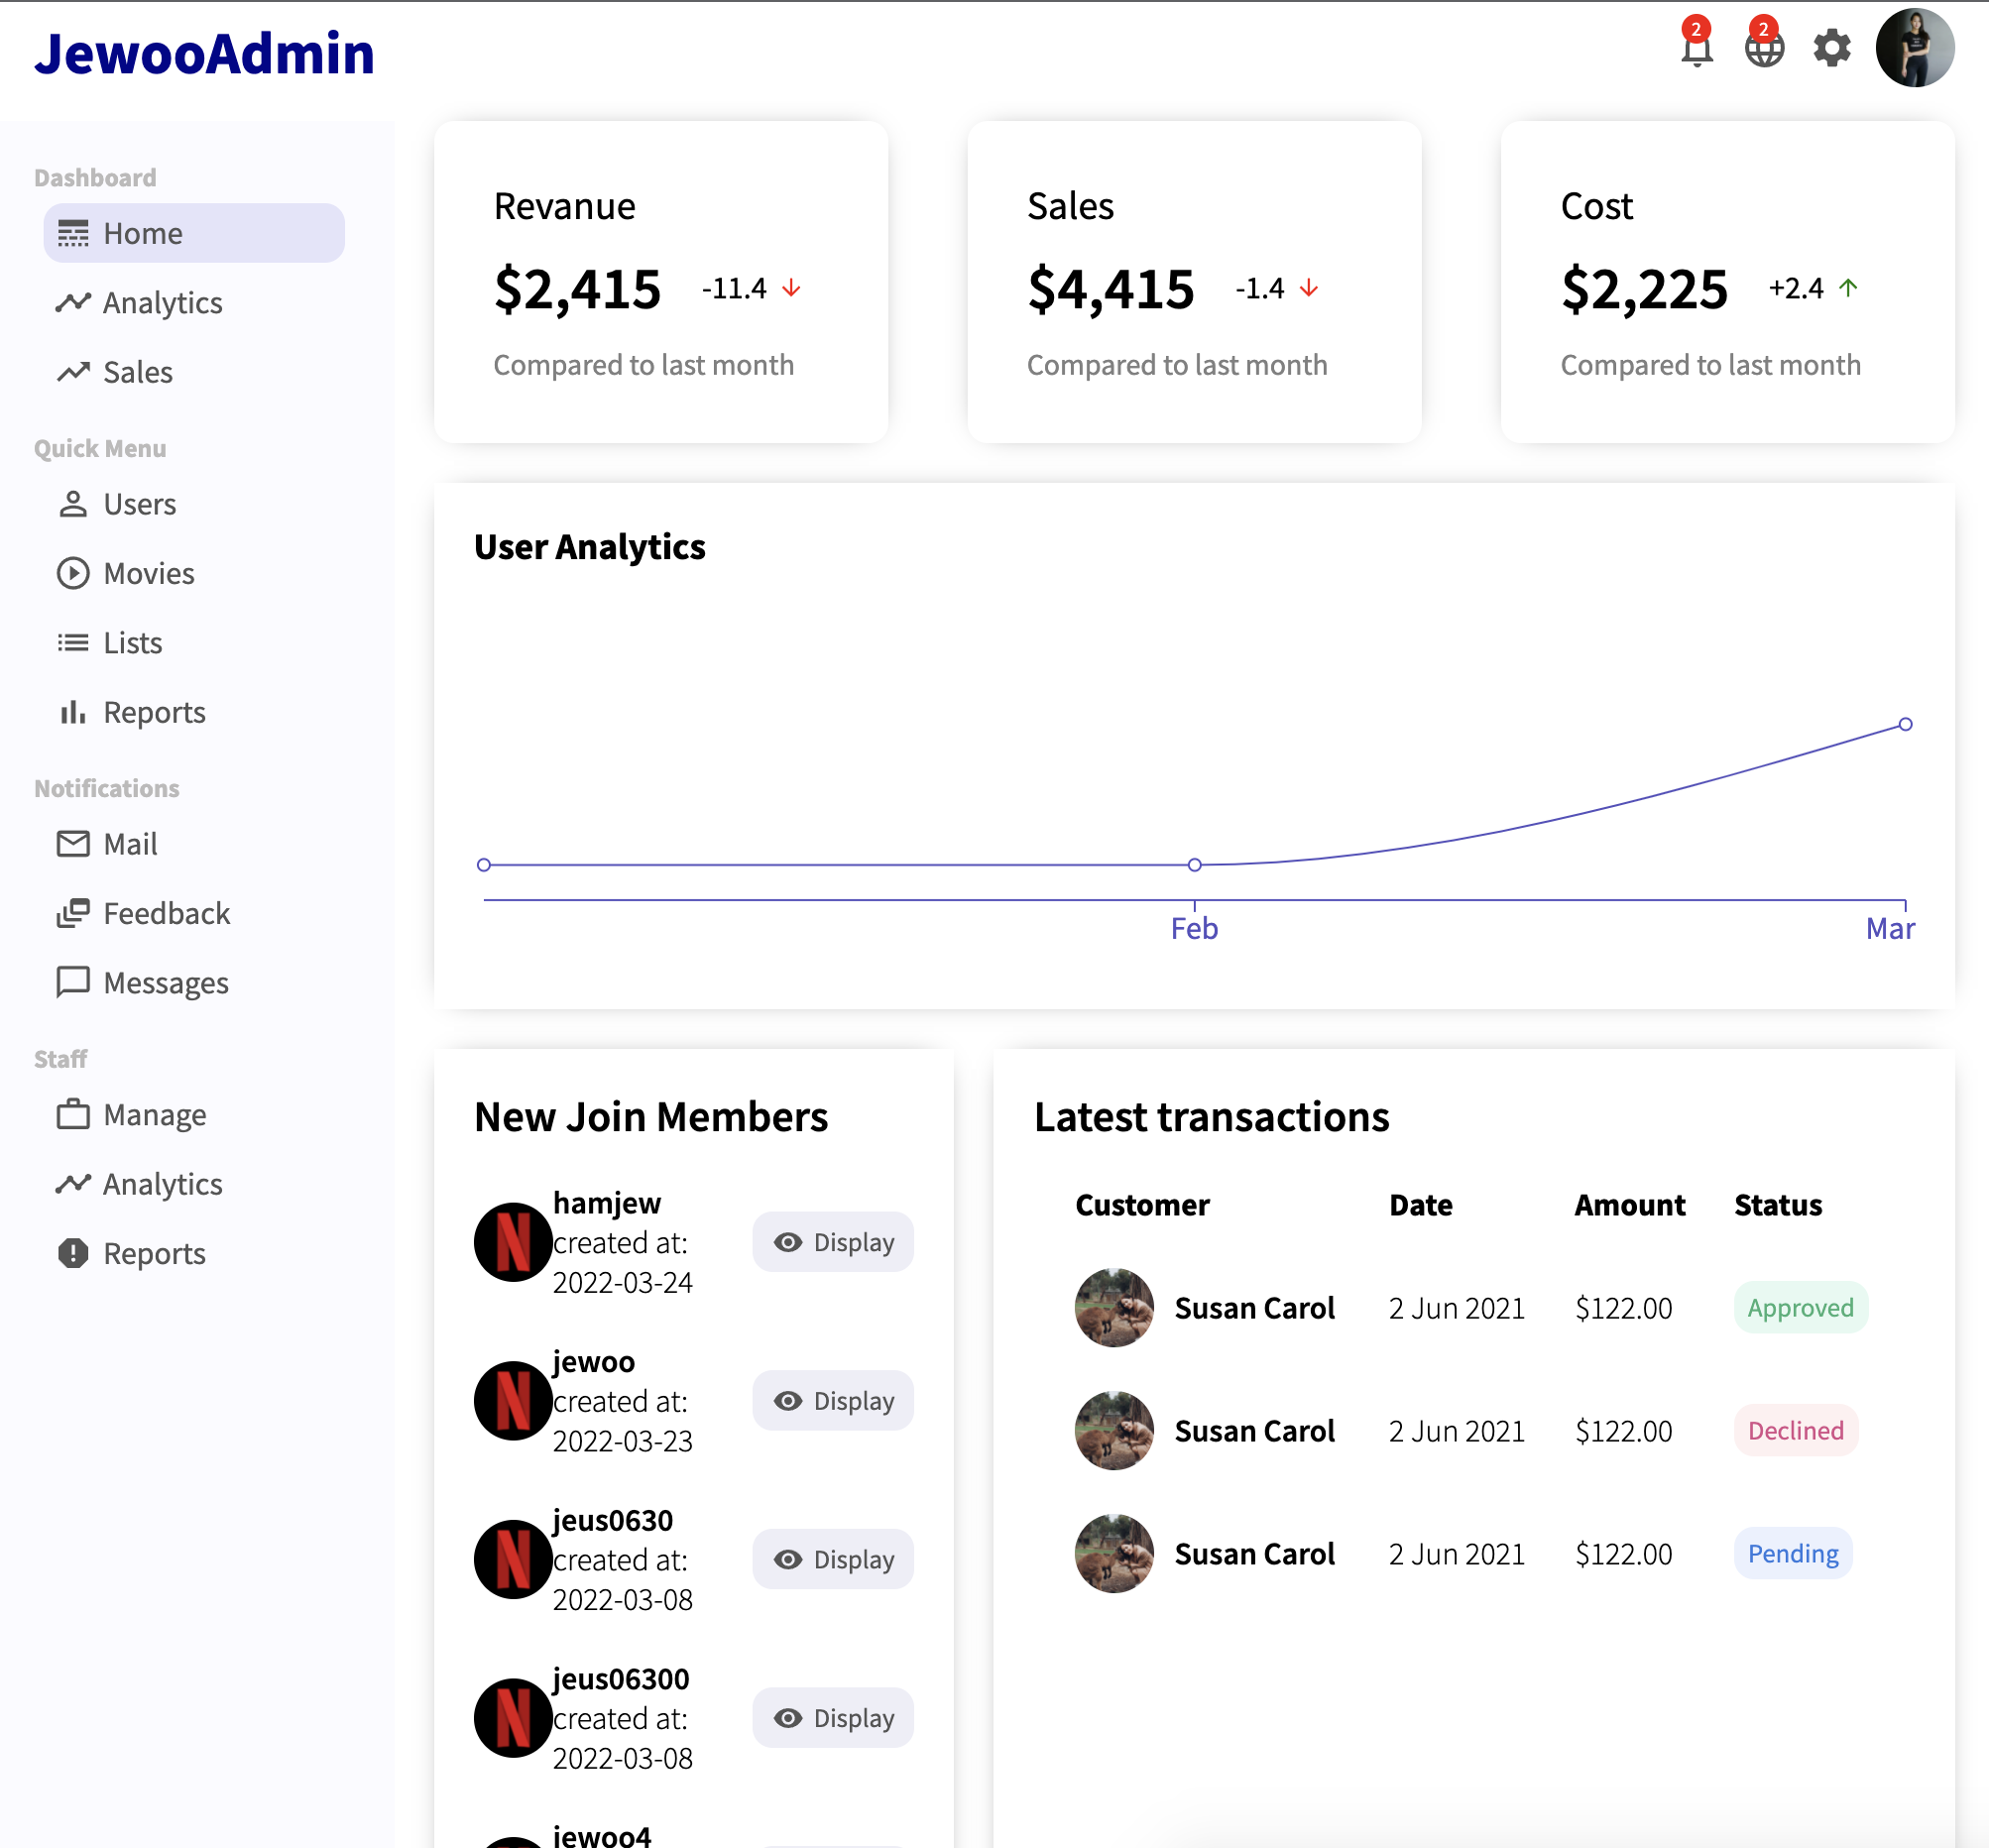 JewooAdmin
2
2
Dashboard
Home
Analytics
Sales
Quick Menu
Users
Movies
Lists
Reports
Notifications
Mail
Feedback
Messages
Staff
Manage
Analytics
Reports
Revanue
$2,415 -11.4
Compared to last month
Sales
$4,415 -1.4
Compared to last month
Cost
$2,225 +2.4
Compared to last month
User Analytics
Feb
Mar
New Join Members
hamjew
created at:
2022-03-24
Display
jewoo
created at:
2022-03-23
Display
jeus0630
created at:
2022-03-08
Display
jeus06300
created at:
2022-03-08
Display
jewoo4
Latest transactions
Customer Date Amount Status
Susan Carol 2 Jun 2021 $122.00 Approved
Susan Carol 2 Jun 2021 $122.00 Declined
Susan Carol 2 Jun 2021 $122.00 Pending